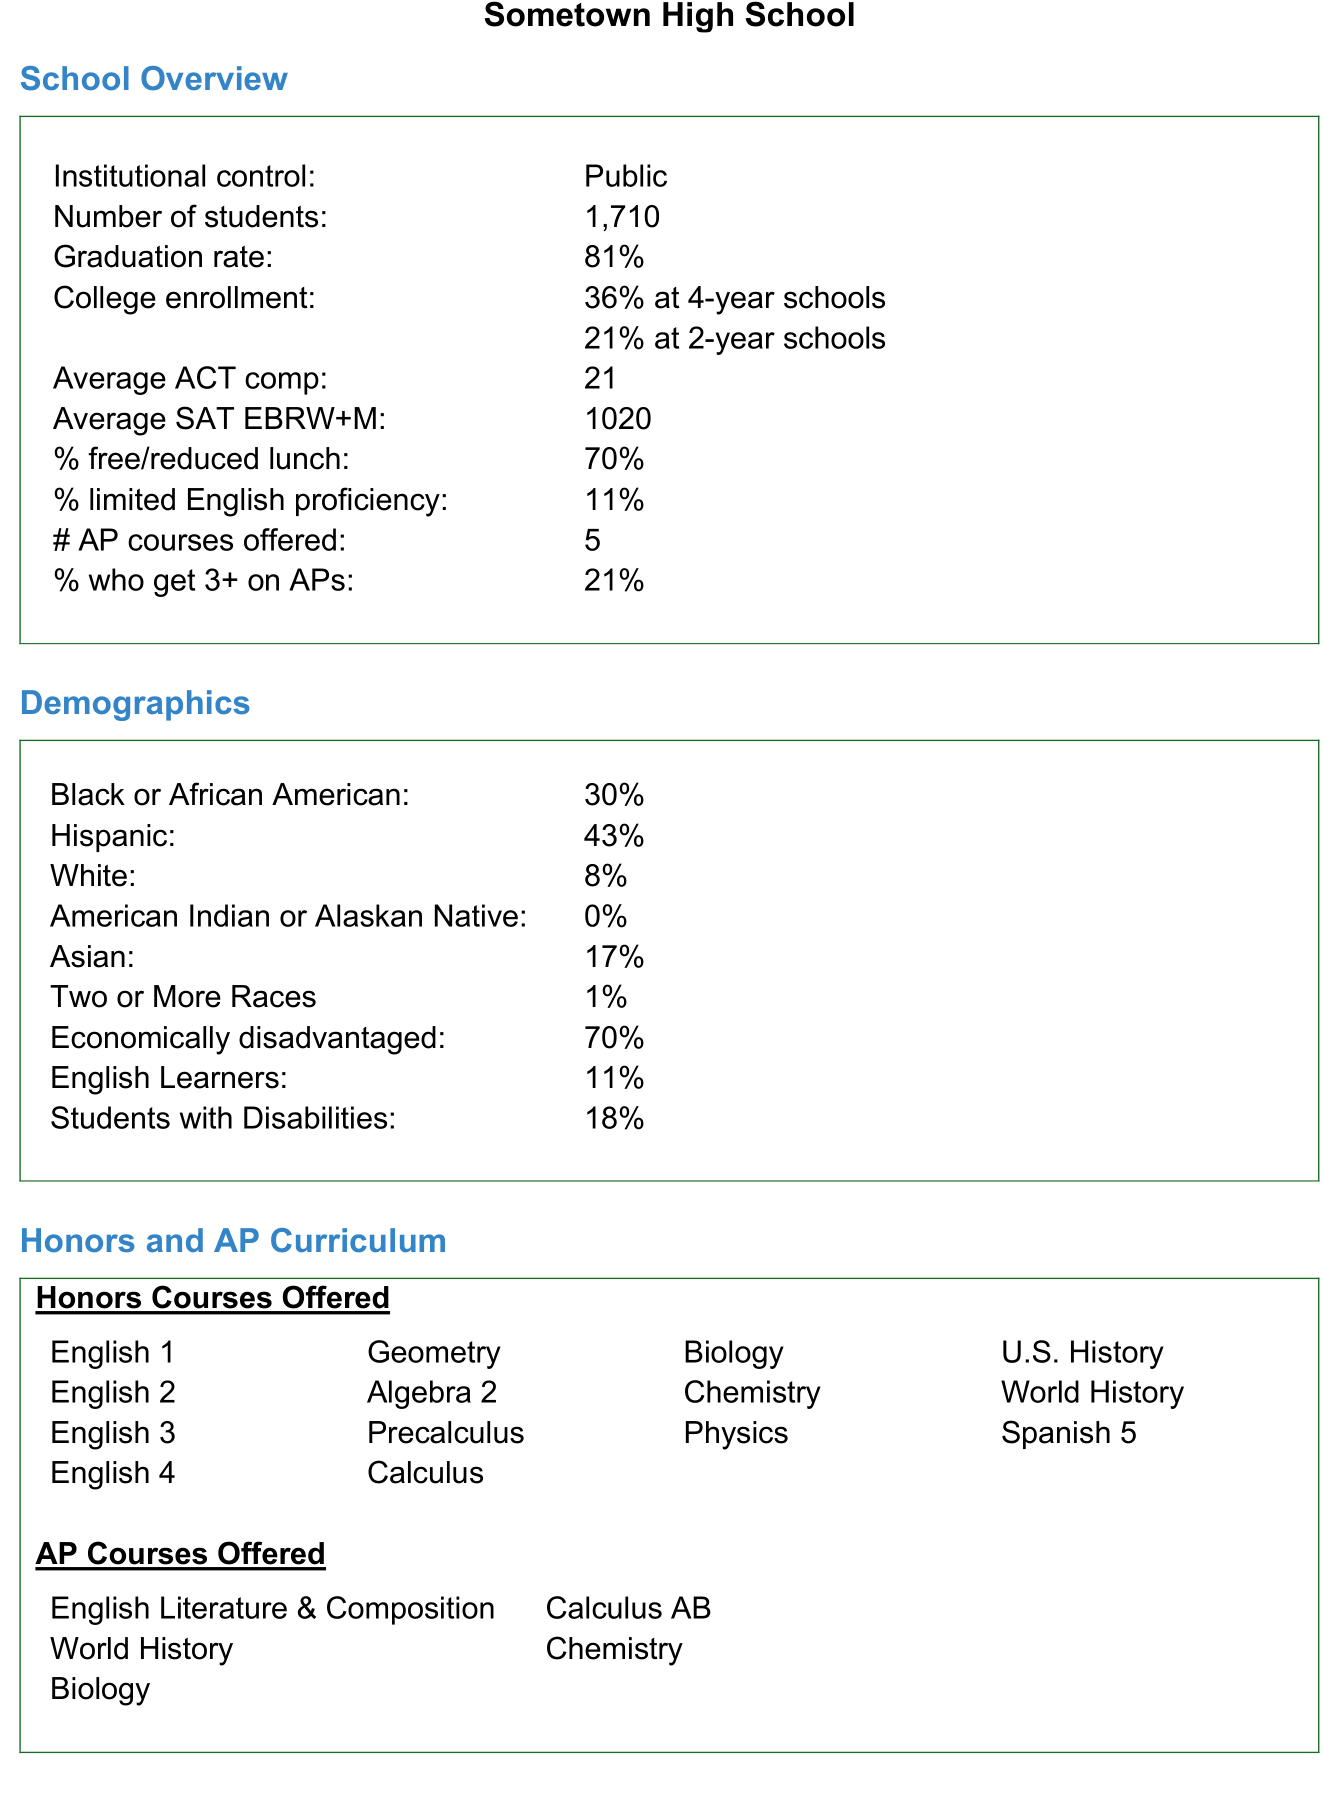 Sometown High School
School Overview
Institutional control: Public
Number of students: 1,710
Graduation rate: 81%
College enrollment: 36% at 4-year schools
21% at 2-year schools
Average ACT comp: 21
Average SAT EBRW+M: 1020
% free/reduced lunch: 70%
% limited English proficiency: 11%
# AP courses offered: 5
% who get 3+ on APs: 21%
Demographics
Black or African American: 30%
Hispanic: 43%
White: 8%
American Indian or Alaskan Native: 0%
Asian: 17%
Two or More Races 1%
Economically disadvantaged: 70%
English Learners: 11%
Students with Disabilities: 18%
Honors and AP Curriculum
Honors Courses Offered
English 1 Geometry Biology U.S. History
English 2 Algebra 2 Chemistry World History
English 3 Precalculus Physics Spanish 5
English 4 Calculus
AP Courses Offered
English Literature & Composition Calculus AB
World History Chemistry
Biology